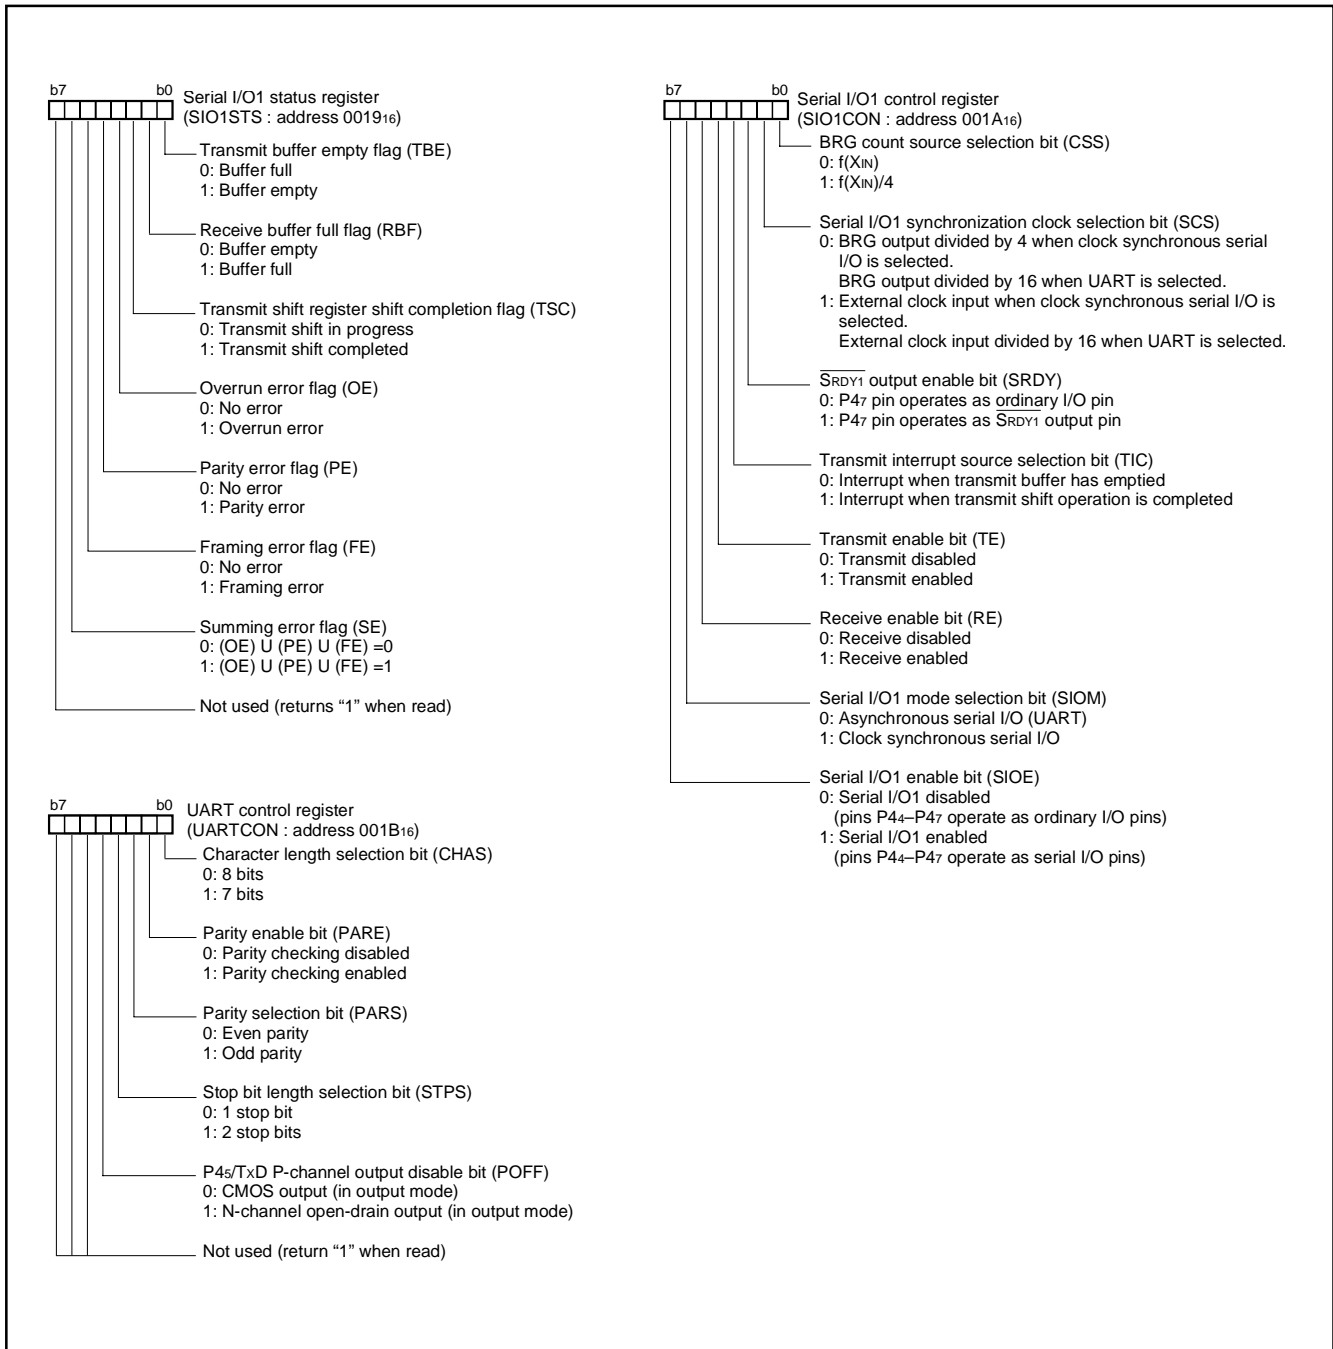 b7 b0 Serial I/O1 status register
(SIO1STS : address 0019₁₆)
Transmit buffer empty flag (TBE)
0: Buffer full
1: Buffer empty
Receive buffer full flag (RBF)
0: Buffer empty
1: Buffer full
Transmit shift register shift completion flag (TSC)
0: Transmit shift in progress
1: Transmit shift completed
Overrun error flag (OE)
0: No error
1: Overrun error
Parity error flag (PE)
0: No error
1: Parity error
Framing error flag (FE)
0: No error
1: Framing error
Summing error flag (SE)
0: (OE) U (PE) U (FE) =0
1: (OE) U (PE) U (FE) =1
Not used (returns “1” when read)
b7 b0 UART control register
(UARTCON : address 001B₁₆)
Character length selection bit (CHAS)
0: 8 bits
1: 7 bits
Parity enable bit (PARE)
0: Parity checking disabled
1: Parity checking enabled
Parity selection bit (PARS)
0: Even parity
1: Odd parity
Stop bit length selection bit (STPS)
0: 1 stop bit
1: 2 stop bits
P4₅/TxD P-channel output disable bit (POFF)
0: CMOS output (in output mode)
1: N-channel open-drain output (in output mode)
Not used (return “1” when read)
b7 b0 Serial I/O1 control register
(SIO1CON : address 001A₁₆)
BRG count source selection bit (CSS)
0: f(XIN)
1: f(XIN)/4
Serial I/O1 synchronization clock selection bit (SCS)
0: BRG output divided by 4 when clock synchronous serial
I/O is selected.
BRG output divided by 16 when UART is selected.
1: External clock input when clock synchronous serial I/O is
selected.
External clock input divided by 16 when UART is selected.
S̅R̅D̅Y̅1̅ output enable bit (SRDY)
0: P4₇ pin operates as ordinary I/O pin
1: P4₇ pin operates as S̅R̅D̅Y̅1̅ output pin
Transmit interrupt source selection bit (TIC)
0: Interrupt when transmit buffer has emptied
1: Interrupt when transmit shift operation is completed
Transmit enable bit (TE)
0: Transmit disabled
1: Transmit enabled
Receive enable bit (RE)
0: Receive disabled
1: Receive enabled
Serial I/O1 mode selection bit (SIOM)
0: Asynchronous serial I/O (UART)
1: Clock synchronous serial I/O
Serial I/O1 enable bit (SIOE)
0: Serial I/O1 disabled
(pins P4₄–P4₇ operate as ordinary I/O pins)
1: Serial I/O1 enabled
(pins P4₄–P4₇ operate as serial I/O pins)